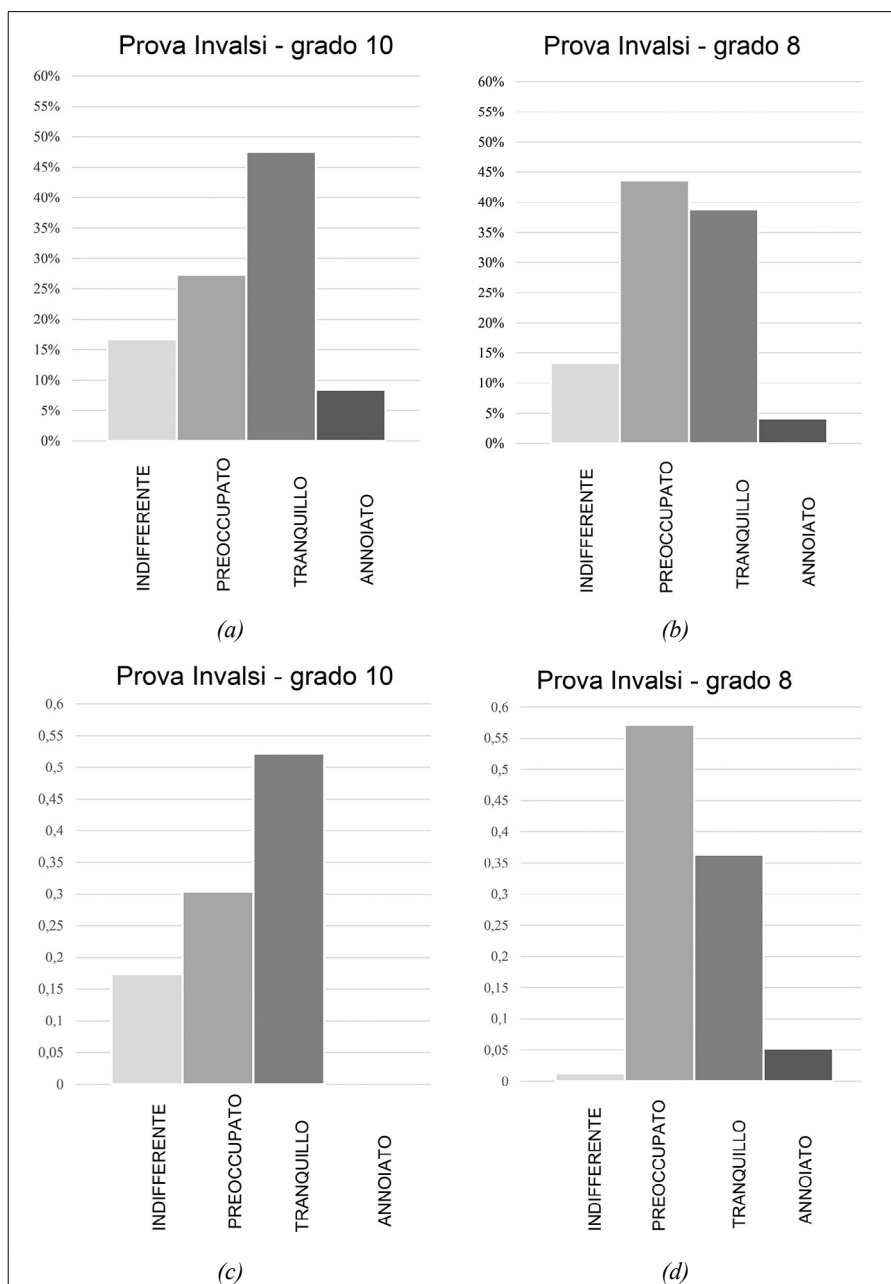 Prova Invalsi - grado 10
60%
55%
50%
45%
40%
35%
30%
25%
20%
15%
10%
5%
0%
INDIFFERENTE
PREOCCUPATO
TRANQUILLO
ANNOIATO
(a)
Prova Invalsi - grado 8
60%
55%
50%
45%
40%
35%
30%
25%
20%
15%
10%
5%
0%
INDIFFERENTE
PREOCCUPATO
TRANQUILLO
ANNOIATO
(b)
Prova Invalsi - grado 10
0,6
0,55
0,5
0,45
0,4
0,35
0,3
0,25
0,2
0,15
0,1
0,05
0
INDIFFERENTE
PREOCCUPATO
TRANQUILLO
ANNOIATO
(c)
Prova Invalsi - grado 8
0,6
0,55
0,5
0,45
0,4
0,35
0,3
0,25
0,2
0,15
0,1
0,05
0
INDIFFERENTE
PREOCCUPATO
TRANQUILLO
ANNOIATO
(d)